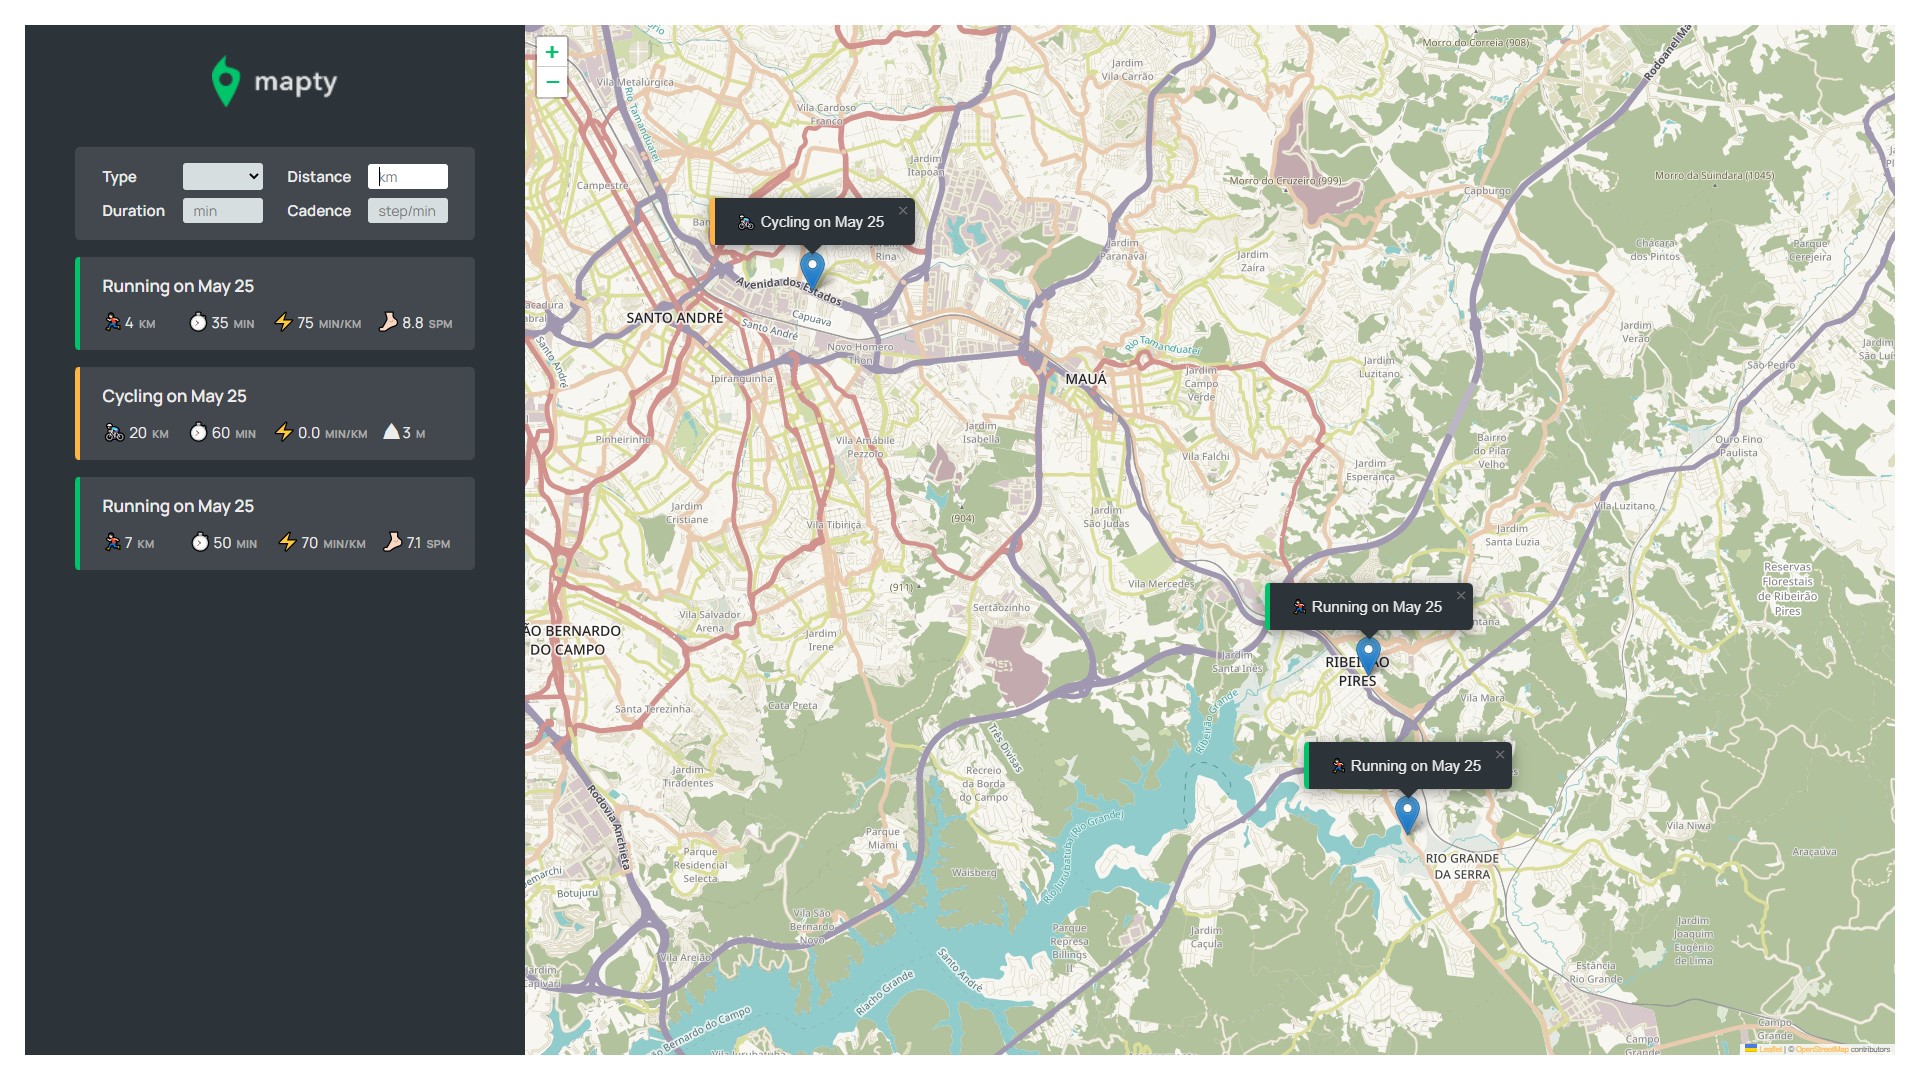 mapty
Type
Distance
km
Duration
min
Cadence
step/min
Running on May 25
4 KM
35 MIN
75 MIN/KM
8.8 SPM
Cycling on May 25
20 KM
60 MIN
0.0 MIN/KM
3 M
Running on May 25
7 KM
50 MIN
70 MIN/KM
7.1 SPM
+
−
Vila Metalúrgica
Rio Tamanduateí
Vila Cardoso
Franco
Jardim
Vila Carrão
Morro do Correia (908)
Rodoanel Ma
Jardim
Itapoan
Campestre
Morro do Cruzeiro (999)
Capburgo
Morro da Suindara (1045)
Cycling on May 25
×
Rina
Jardim
Paranavaí
Jardim
Zaira
Chácara
dos Pintos
Parque
Cerejeira
Avenida dos Estados
SANTO ANDRÉ
Capuava
Santo André
Novo Homero
Thon
Rio Tamanduateí
Santo André
Ipiranguinha
MAUÁ
Jardim
Campo
Verde
Jardim
Luzitano
Jardim
Verão
Jardim
São Pedro
Pinheirinho
Vila Amábile
Pezzolo
Jardim
Isabella
Vila Falchi
Bairro
do Pilar
Velho
Ouro Fino
Paulista
Jardim
Esperança
Jardim
Cristiane
Vila Tibiriçá
(904)
Jardim
São Judas
Vila Luzitano
Jardim
Santa Luzia
(911)
Vila Mercedes
Reservas
Florestais
de Ribeirão
Pires
Vila Salvador
Arena
Sertãozinho
Jardim
Irene
ÃO BERNARDO
DO CAMPO
Running on May 25
×
Jardim
Santa Inês
RIBEIRÃO
PIRES
Vila Mara
Santa Terezinha
Cata Preta
Ribeirão Grande
Três Divisas
Running on May 25
×
Jardim
Tiradentes
Recreio
da Borda
do Campo
Rodovia Anchieta
Parque
Miami
Rio Jurubatuba (Rio Grande)
Vila Niwa
Araçaúva
Parque
Residencial
Selecta
Waisberg
RIO GRANDE
DA SERRA
Botujuru
Vila São
Bernardo
Novo
Parque
Represa
Billings
II
Jardim
Caçula
Jardim
Joaquim
Eugênio
de Lima
Vila Areião
Santo André
Riacho Grande
Estância
Rio Grande
Jardim
São Bernardo do Campo
Campo
Grande
Campo
Grande
Leaflet | © OpenStreetMap contributors